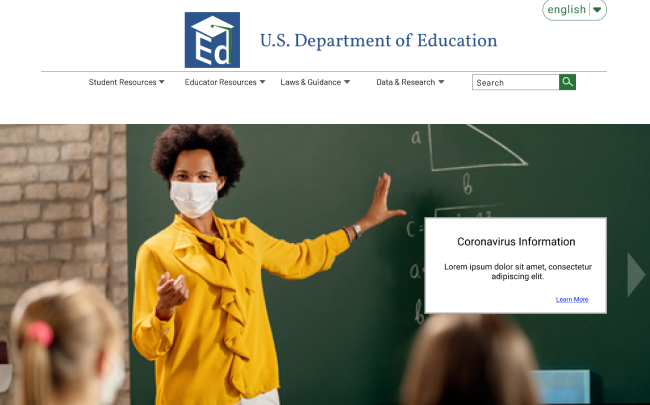 english
Ed
U.S. Department of Education
Student Resources
Educator Resources
Laws & Guidance
Data & Research
Search
a
b
c=
Coronavirus Information
Lorem ipsum dolor sit amet, consectetur
adipiscing elit.
Learn More
a
b